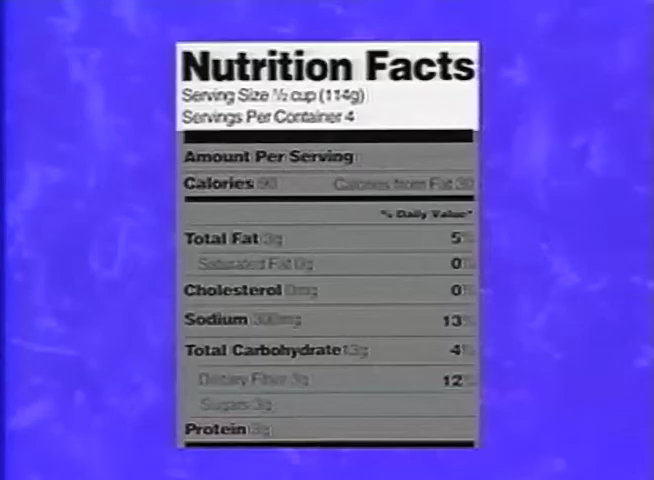 Nutrition Facts
Serving Size ½ cup (114g)
Servings Per Container 4
Amount Per Serving
Calories 90 Calories from Fat 30
% Daily Value*
Total Fat 3g 5%
Saturated Fat 0g 0%
Cholesterol 0mg 0%
Sodium 300mg 13%
Total Carbohydrate 13g 4%
Dietary Fiber 3g 12%
Sugars 3g
Protein 3g